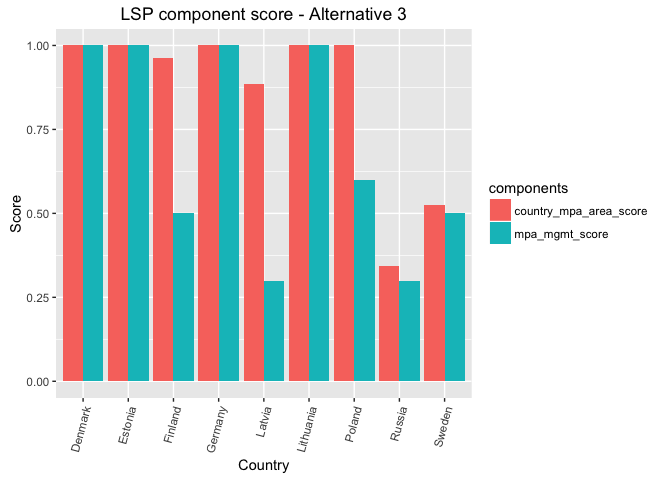 LSP component score - Alternative 3
1.00
0.75
0.50
0.25
0.00
Score
Denmark
Estonia
Finland
Germany
Latvia
Lithuania
Poland
Russia
Sweden
Country
components
country_mpa_area_score
mpa_mgmt_score